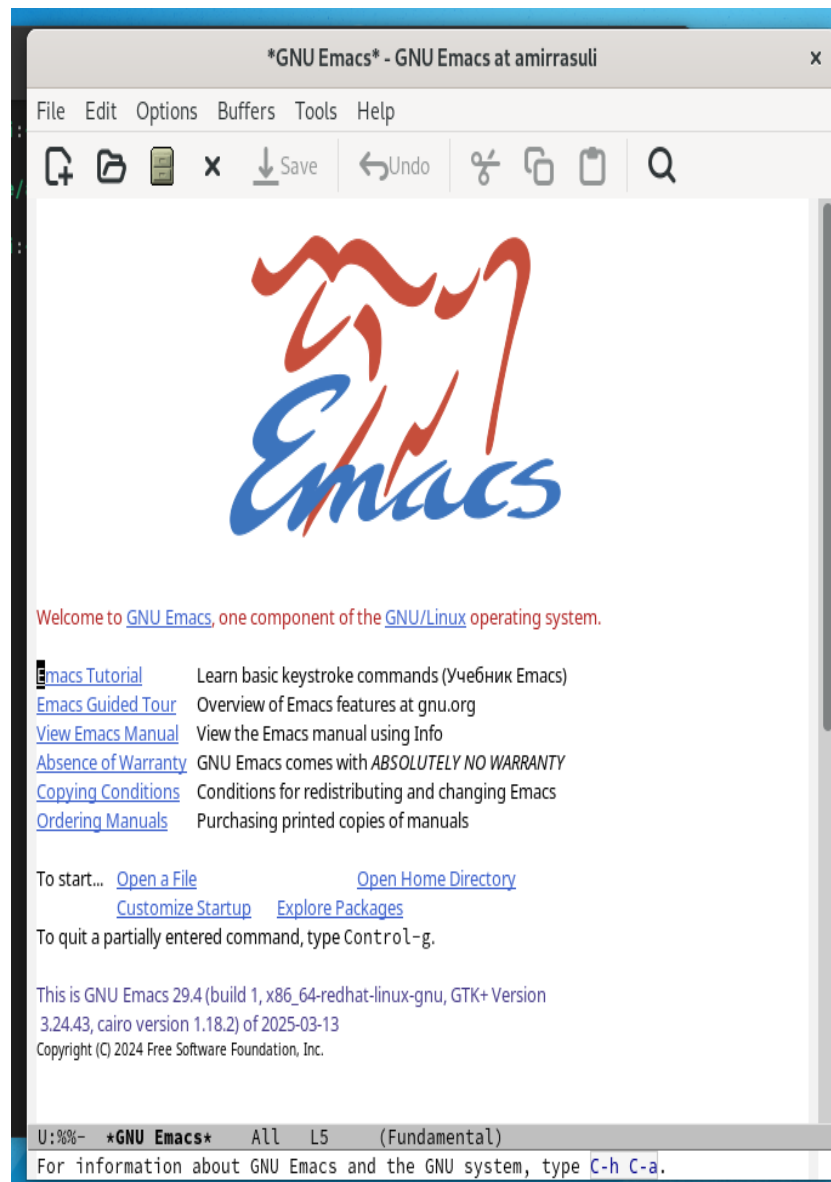 *GNU Emacs* - GNU Emacs at amirrasuli
File Edit Options Buffers Tools Help
Save Undo
Emacs
Welcome to GNU Emacs, one component of the GNU/Linux operating system.
Emacs Tutorial Learn basic keystroke commands (Учебник Emacs)
Emacs Guided Tour Overview of Emacs features at gnu.org
View Emacs Manual View the Emacs manual using Info
Absence of Warranty GNU Emacs comes with ABSOLUTELY NO WARRANTY
Copying Conditions Conditions for redistributing and changing Emacs
Ordering Manuals Purchasing printed copies of manuals
To start... Open a File Open Home Directory
Customize Startup Explore Packages
To quit a partially entered command, type Control-g.
This is GNU Emacs 29.4 (build 1, x86_64-redhat-linux-gnu, GTK+ Version
3.24.43, cairo version 1.18.2) of 2025-03-13
Copyright (C) 2024 Free Software Foundation, Inc.
U:%%- *GNU Emacs* All L5 (Fundamental)
For information about GNU Emacs and the GNU system, type C-h C-a.